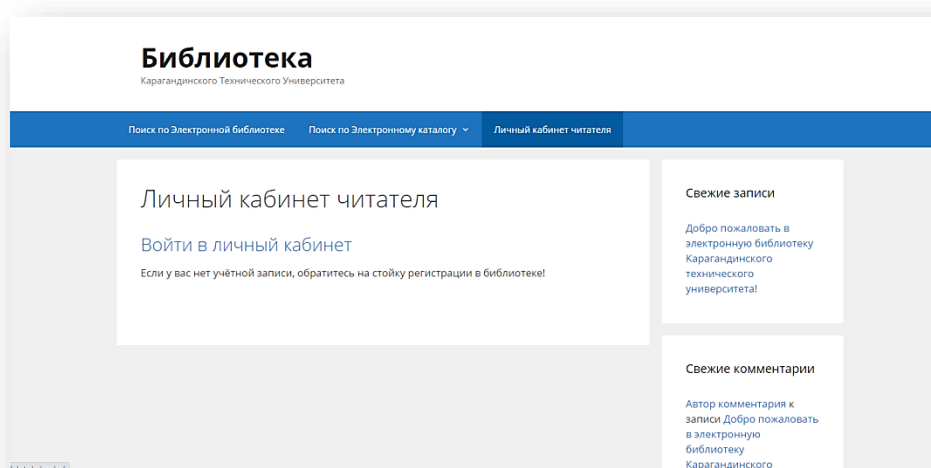 Библиотека
Карагандинского Технического Университета
Поиск по Электронной библиотеке
Поиск по Электронному каталогу
Личный кабинет читателя
Личный кабинет читателя
Войти в личный кабинет
Если у вас нет учётной записи, обратитесь на стойку регистрации в библиотеке!
Свежие записи
Добро пожаловать в
электронную библиотеку
Карагандинского
технического
университета!
Свежие комментарии
Автор комментария к
записи Добро пожаловать
в электронную
библиотеку
Карагандинского